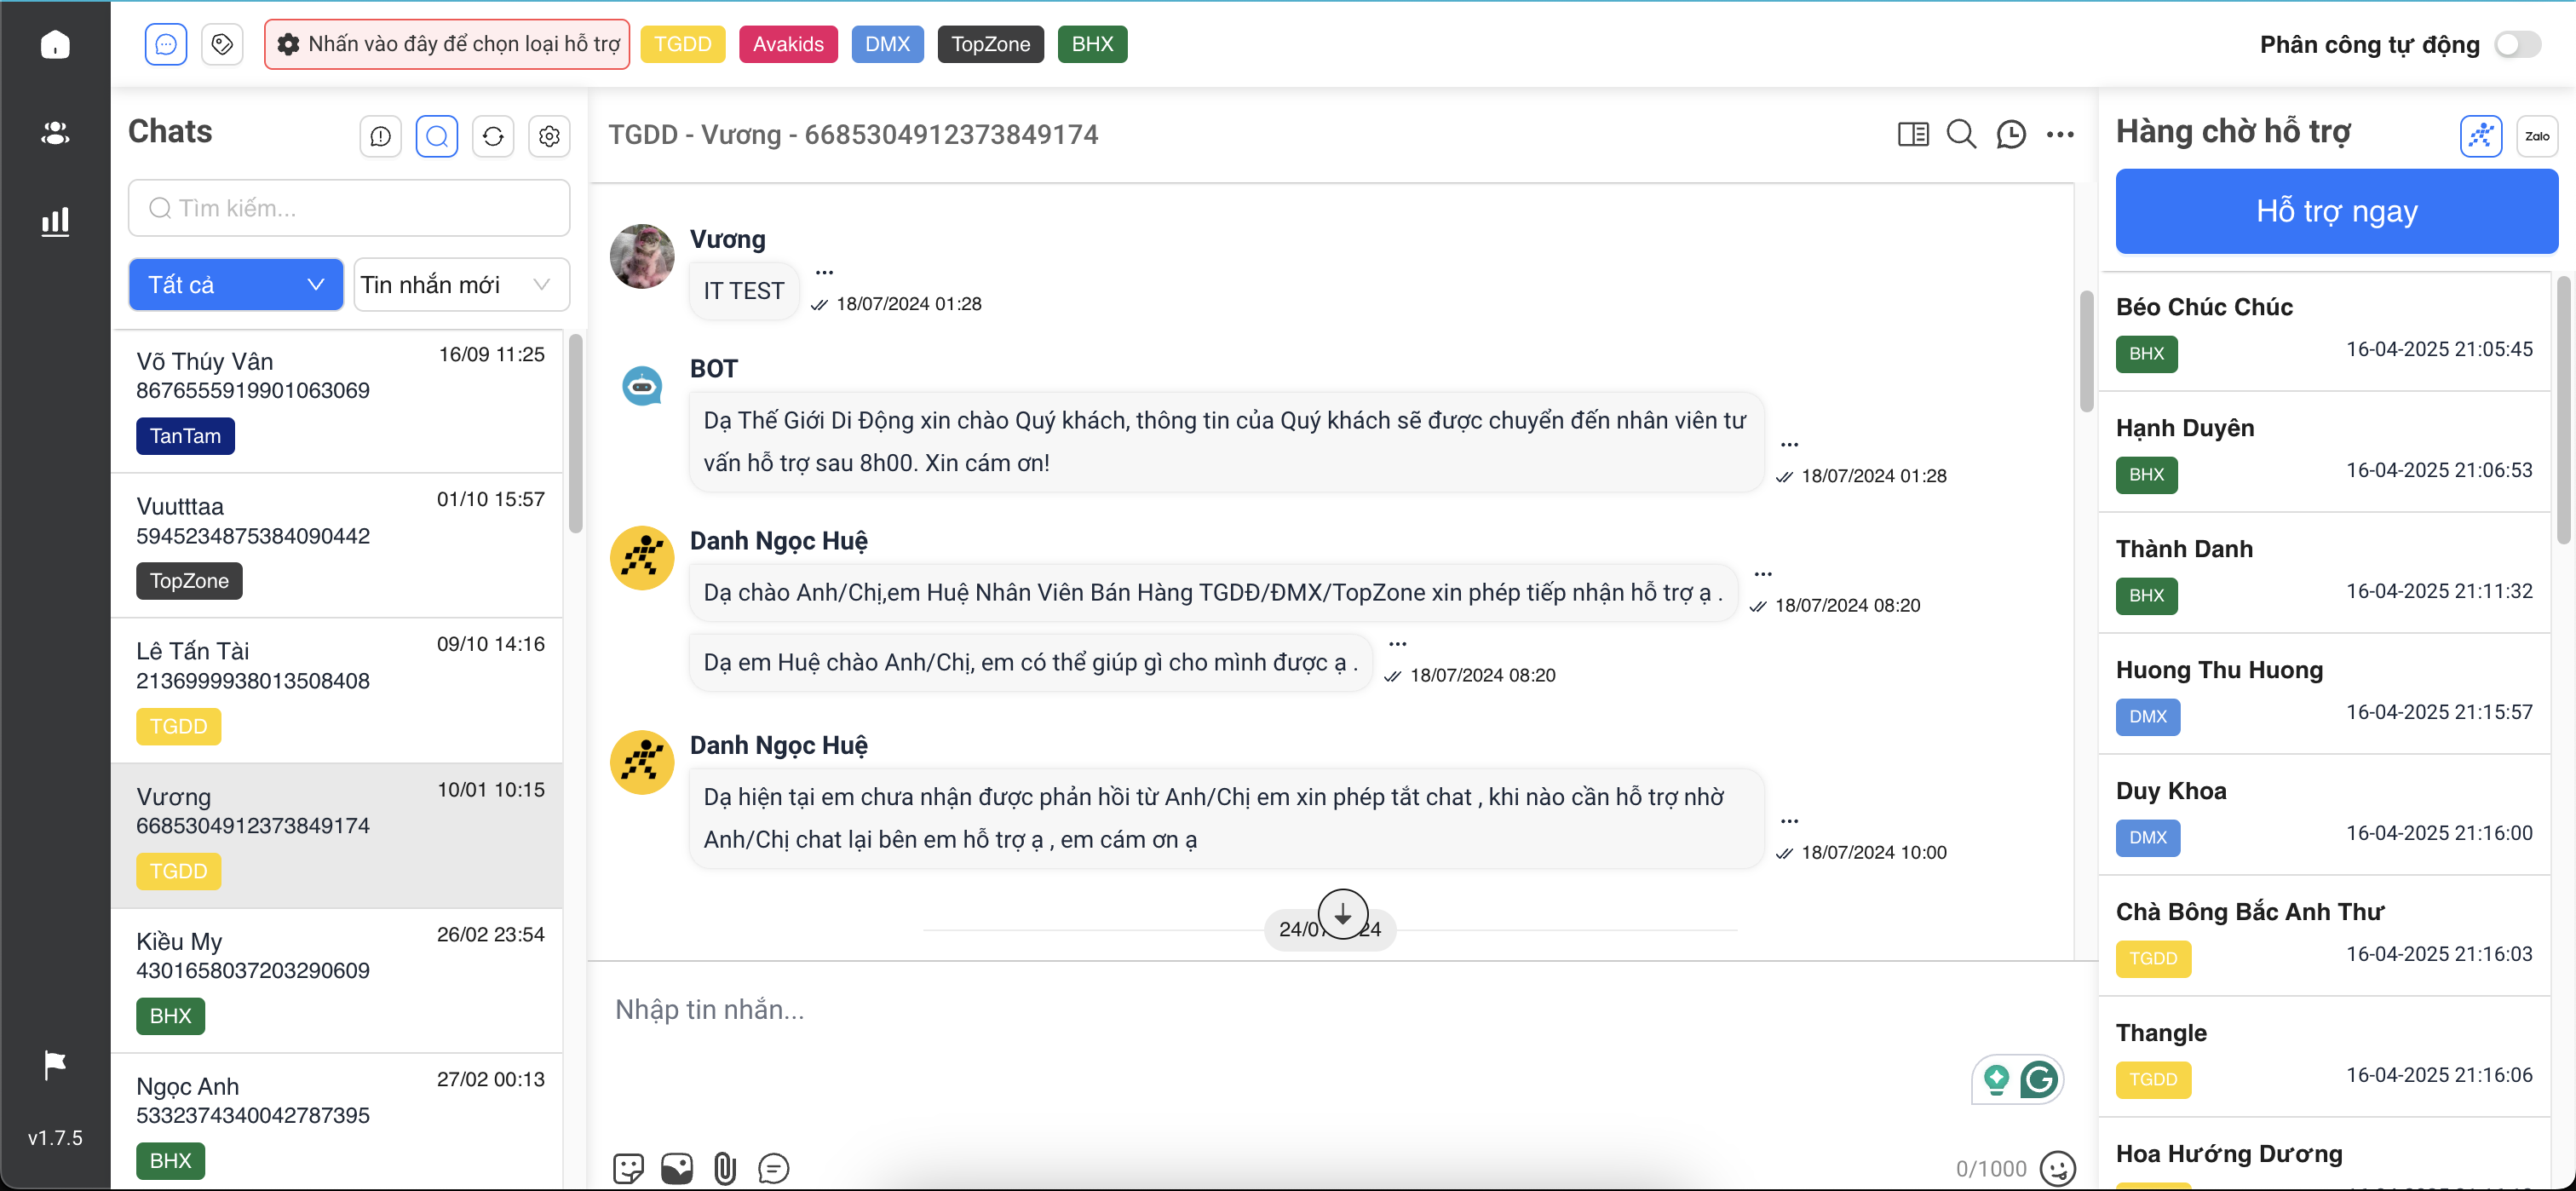 Nhấn vào đây để chọn loại hỗ trợ
TGDD
Avakids
DMX
TopZone
BHX
Phân công tự động
Chats
Tìm kiếm...
Tất cả
Tin nhắn mới
Võ Thúy Vân
16/09 11:25
8676555919901063069
TanTam
Vuutttaa
01/10 15:57
5945234875384090442
TopZone
Lê Tấn Tài
09/10 14:16
2136999938013508408
TGDD
Vương
10/01 10:15
6685304912373849174
TGDD
Kiều My
26/02 23:54
4301658037203290609
BHX
Ngọc Anh
27/02 00:13
5332374340042787395
BHX
v1.7.5
TGDD - Vương - 6685304912373849174
Vương
IT TEST
18/07/2024 01:28
BOT
Dạ Thế Giới Di Động xin chào Quý khách, thông tin của Quý khách sẽ được chuyển đến nhân viên tư
vấn hỗ trợ sau 8h00. Xin cám ơn!
18/07/2024 01:28
Danh Ngọc Huệ
Dạ chào Anh/Chị,em Huệ Nhân Viên Bán Hàng TGDĐ/ĐMX/TopZone xin phép tiếp nhận hỗ trợ ạ .
18/07/2024 08:20
Dạ em Huệ chào Anh/Chị, em có thể giúp gì cho mình được ạ .
18/07/2024 08:20
Danh Ngọc Huệ
Dạ hiện tại em chưa nhận được phản hồi từ Anh/Chị em xin phép tắt chat , khi nào cần hỗ trợ nhờ
Anh/Chị chat lại bên em hỗ trợ ạ , em cám ơn ạ
18/07/2024 10:00
Nhập tin nhắn...
0/1000
Hàng chờ hỗ trợ
Zalo
Hỗ trợ ngay
Béo Chúc Chúc
BHX
16-04-2025 21:05:45
Hạnh Duyên
BHX
16-04-2025 21:06:53
Thành Danh
BHX
16-04-2025 21:11:32
Huong Thu Huong
DMX
16-04-2025 21:15:57
Duy Khoa
DMX
16-04-2025 21:16:00
Chà Bông Bắc Anh Thư
TGDD
16-04-2025 21:16:03
Thangle
TGDD
16-04-2025 21:16:06
Hoa Hướng Dương